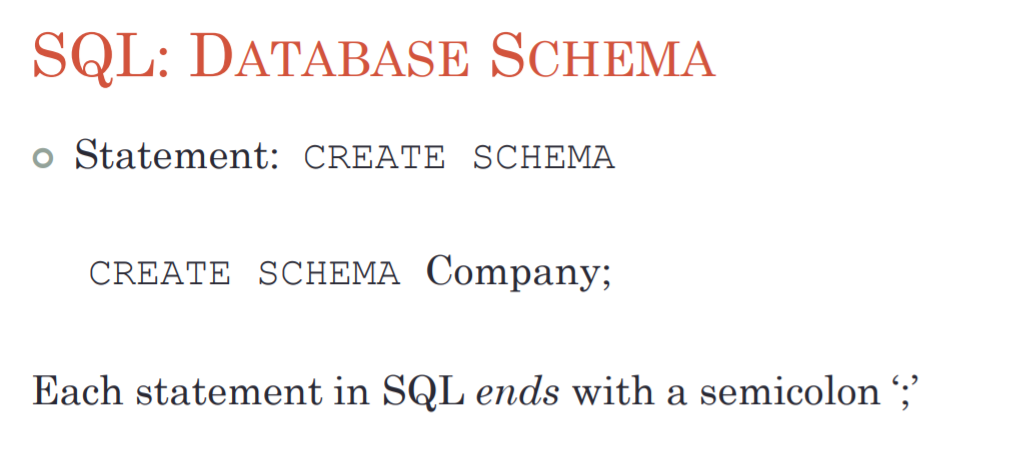 SQL: DATABASE SCHEMA
Statement: CREATE SCHEMA
CREATE SCHEMA Company;
Each statement in SQL ends with a semicolon ‘;’